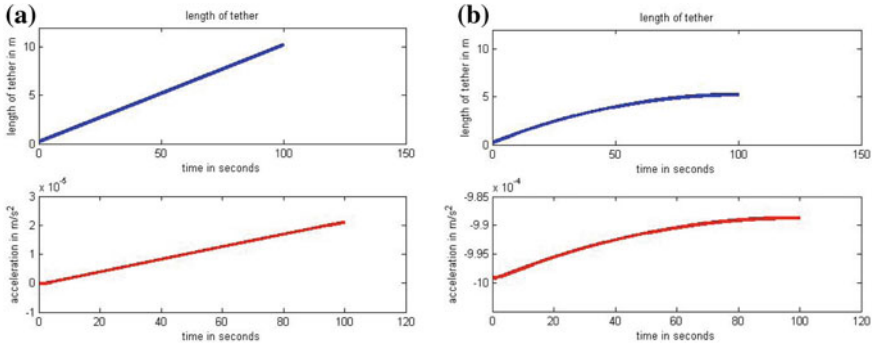 (a)
length of tether
length of tether in m
10
5
0
0 50 100 150
time in seconds
x 10⁻⁵
acceleration in m/s²
3
2
1
0
-1
0 20 40 60 80 100 120
time in seconds
(b)
length of tether
length of tether in m
10
5
0
0 50 100 150
time in seconds
x 10⁻⁴
acceleration in m/s²
-9.85
-9.9
-9.95
-10
0 20 40 60 80 100 120
time in seconds